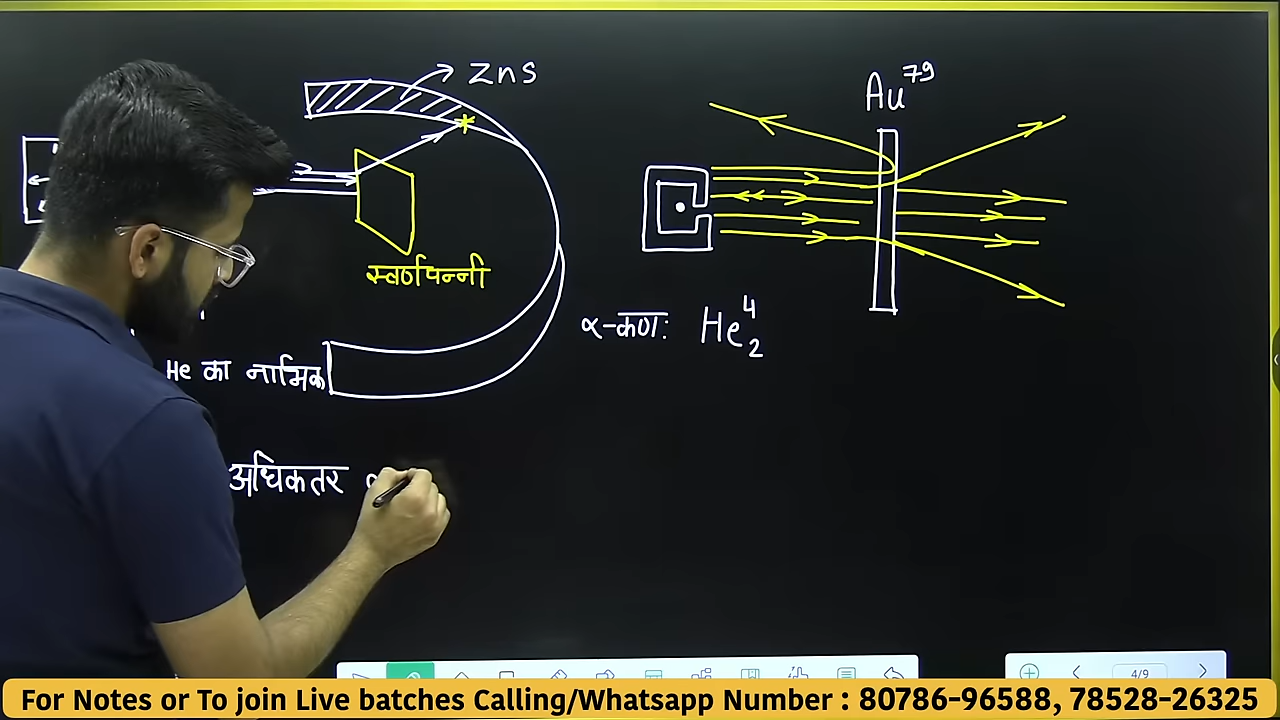 ZnS
Au⁷⁹
स्वर्णपन्नी
α-कण: He₂⁴
He का नाभिक
अधिकतर
4/9
For Notes or To join Live batches Calling/Whatsapp Number : 80786-96588, 78528-26325